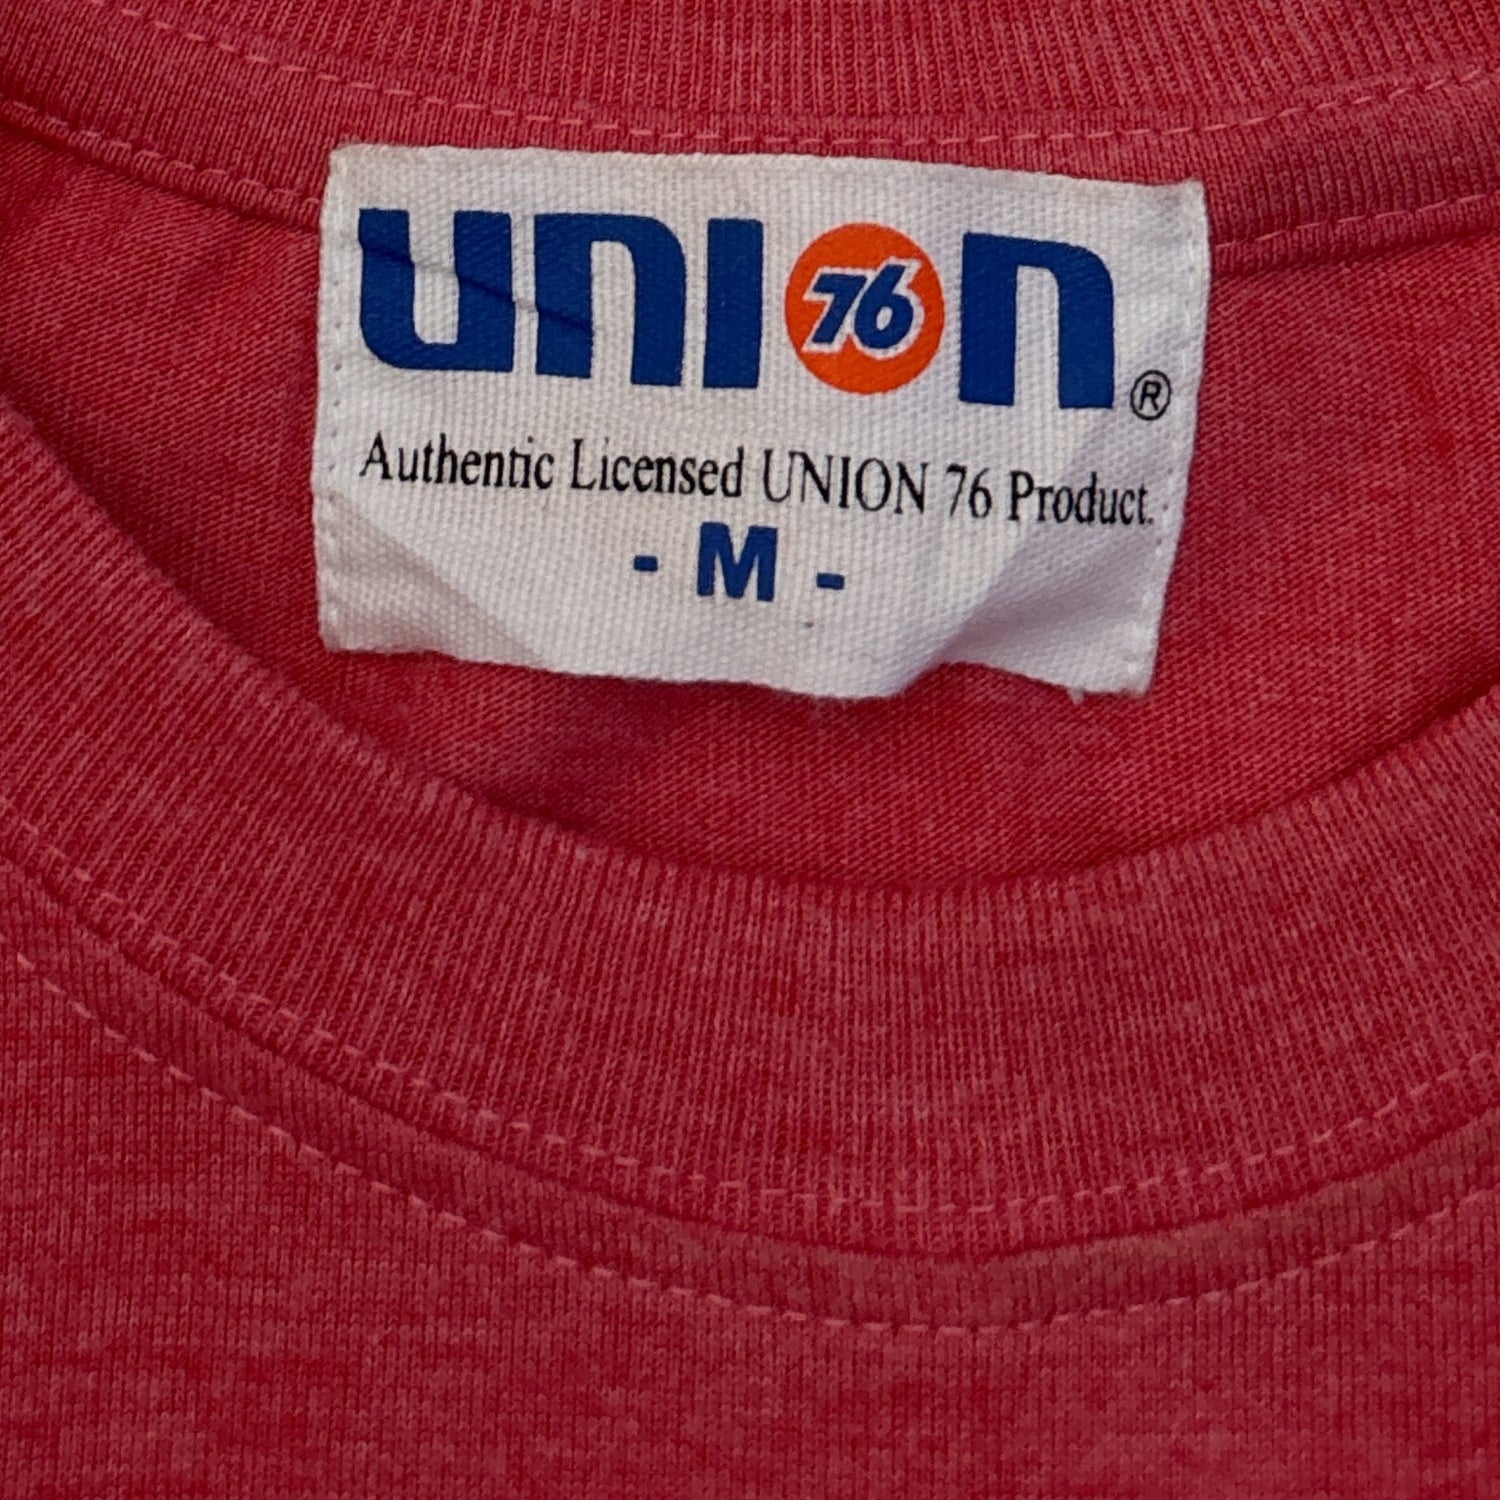 UNION
76
®
Authentic Licensed UNION 76 Product.
- M -